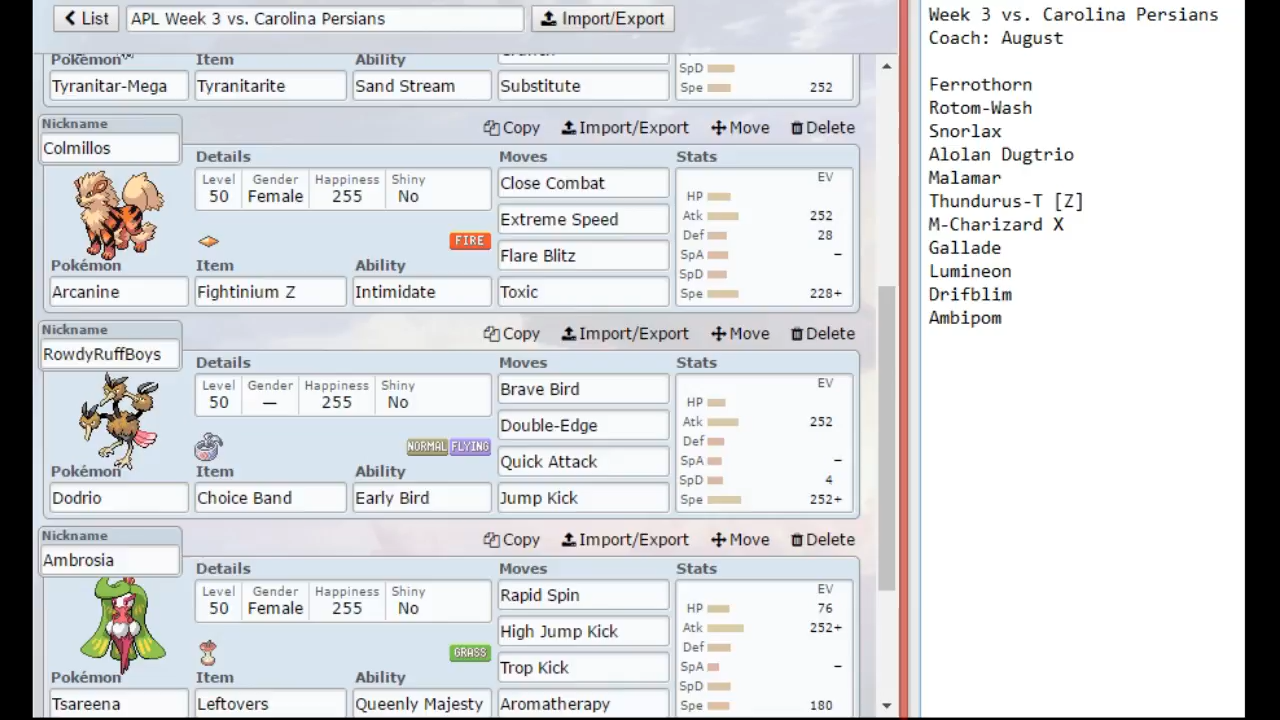 List
APL Week 3 vs. Carolina Persians
Import/Export
Pokémon Item Ability
Tyranitar-Mega Tyranitarite Sand Stream Substitute
SpD
Spe 252
Nickname
Colmillos
Copy Import/Export Move Delete
Details Moves Stats
Level Gender Happiness Shiny
50 Female 255 No
FIRE
Pokémon Item Ability
Arcanine Fightinium Z Intimidate
Close Combat
Extreme Speed
Flare Blitz
Toxic
EV
HP
Atk 252
Def 28
SpA –
SpD
Spe 228+
Nickname
RowdyRuffBoys
Copy Import/Export Move Delete
Details Moves Stats
Level Gender Happiness Shiny
50 — 255 No
NORMAL FLYING
Pokémon Item Ability
Dodrio Choice Band Early Bird
Brave Bird
Double-Edge
Quick Attack
Jump Kick
EV
HP
Atk 252
Def
SpA –
SpD 4
Spe 252+
Nickname
Ambrosia
Copy Import/Export Move Delete
Details Moves Stats
Level Gender Happiness Shiny
50 Female 255 No
GRASS
Pokémon Item Ability
Tsareena Leftovers Queenly Majesty
Rapid Spin
High Jump Kick
Trop Kick
Aromatherapy
EV
HP 76
Atk 252+
Def
SpA –
SpD
Spe 180
Week 3 vs. Carolina Persians
Coach: August
Ferrothorn
Rotom-Wash
Snorlax
Alolan Dugtrio
Malamar
Thundurus-T [Z]
M-Charizard X
Gallade
Lumineon
Drifblim
Ambipom